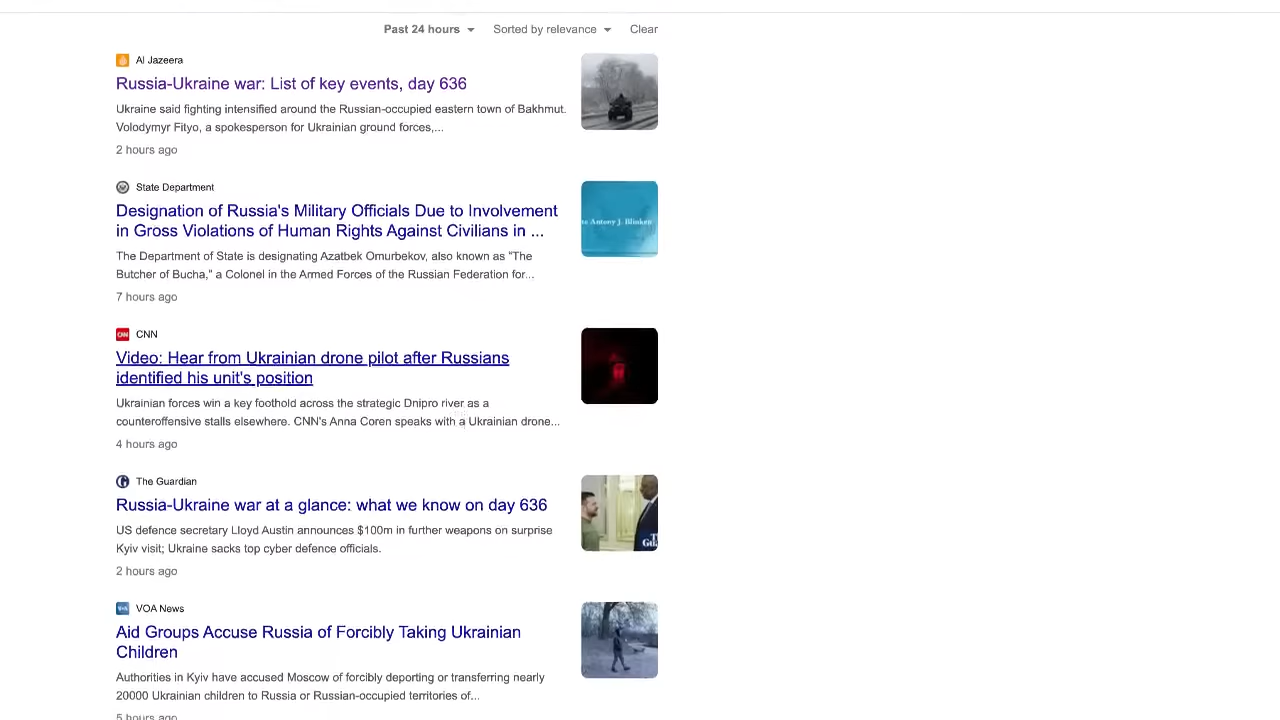 Past 24 hours Sorted by relevance Clear
Al Jazeera
Russia-Ukraine war: List of key events, day 636
Ukraine said fighting intensified around the Russian-occupied eastern town of Bakhmut.
Volodymyr Fityo, a spokesperson for Ukrainian ground forces,...
2 hours ago
State Department
Designation of Russia's Military Officials Due to Involvement
in Gross Violations of Human Rights Against Civilians in ...
The Department of State is designating Azatbek Omurbekov, also known as "The
Butcher of Bucha," a Colonel in the Armed Forces of the Russian Federation for...
Antony J. Blinken
7 hours ago
CNN
Video: Hear from Ukrainian drone pilot after Russians
identified his unit's position
Ukrainian forces win a key foothold across the strategic Dnipro river as a
counteroffensive stalls elsewhere. CNN's Anna Coren speaks with a Ukrainian drone...
4 hours ago
The Guardian
Russia-Ukraine war at a glance: what we know on day 636
US defence secretary Lloyd Austin announces $100m in further weapons on surprise
Kyiv visit; Ukraine sacks top cyber defence officials.
2 hours ago
VOA News
Aid Groups Accuse Russia of Forcibly Taking Ukrainian
Children
Authorities in Kyiv have accused Moscow of forcibly deporting or transferring nearly
20000 Ukrainian children to Russia or Russian-occupied territories of...
5 hours ago